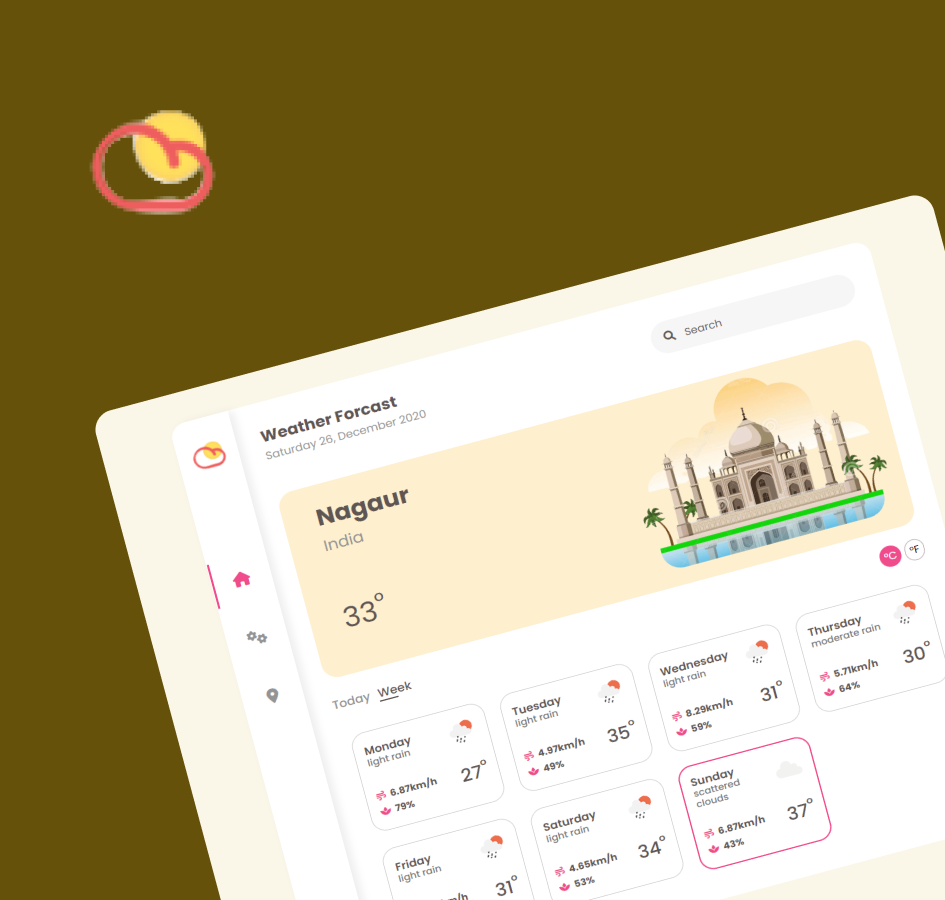 Search
Weather Forcast
Saturday 26, December 2020
Nagaur
India
33°
°C °F
Today Week
Monday
light rain
6.87km/h
79%
27°
Tuesday
light rain
4.97km/h
49%
35°
Wednesday
light rain
8.29km/h
59%
31°
Thursday
moderate rain
5.71km/h
64%
30°
Friday
light rain
m/h
31°
Saturday
light rain
4.65km/h
53%
34°
Sunday
scattered
clouds
6.87km/h
43%
37°